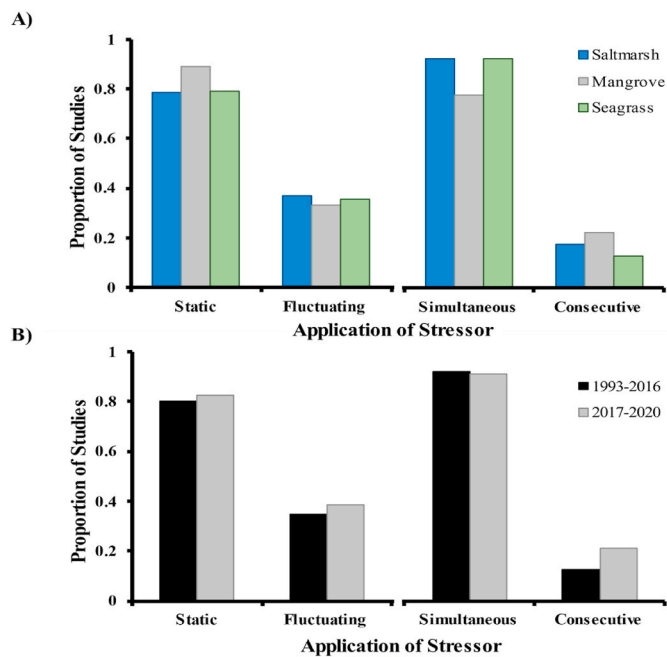 A)
Proportion of Studies
1
0.8
0.6
0.4
0.2
0
Saltmarsh
Mangrove
Seagrass
Static Fluctuating Simultaneous Consecutive
Application of Stressor
B)
Proportion of Studies
1
0.8
0.6
0.4
0.2
0
1993-2016
2017-2020
Static Fluctuating Simultaneous Consecutive
Application of Stressor